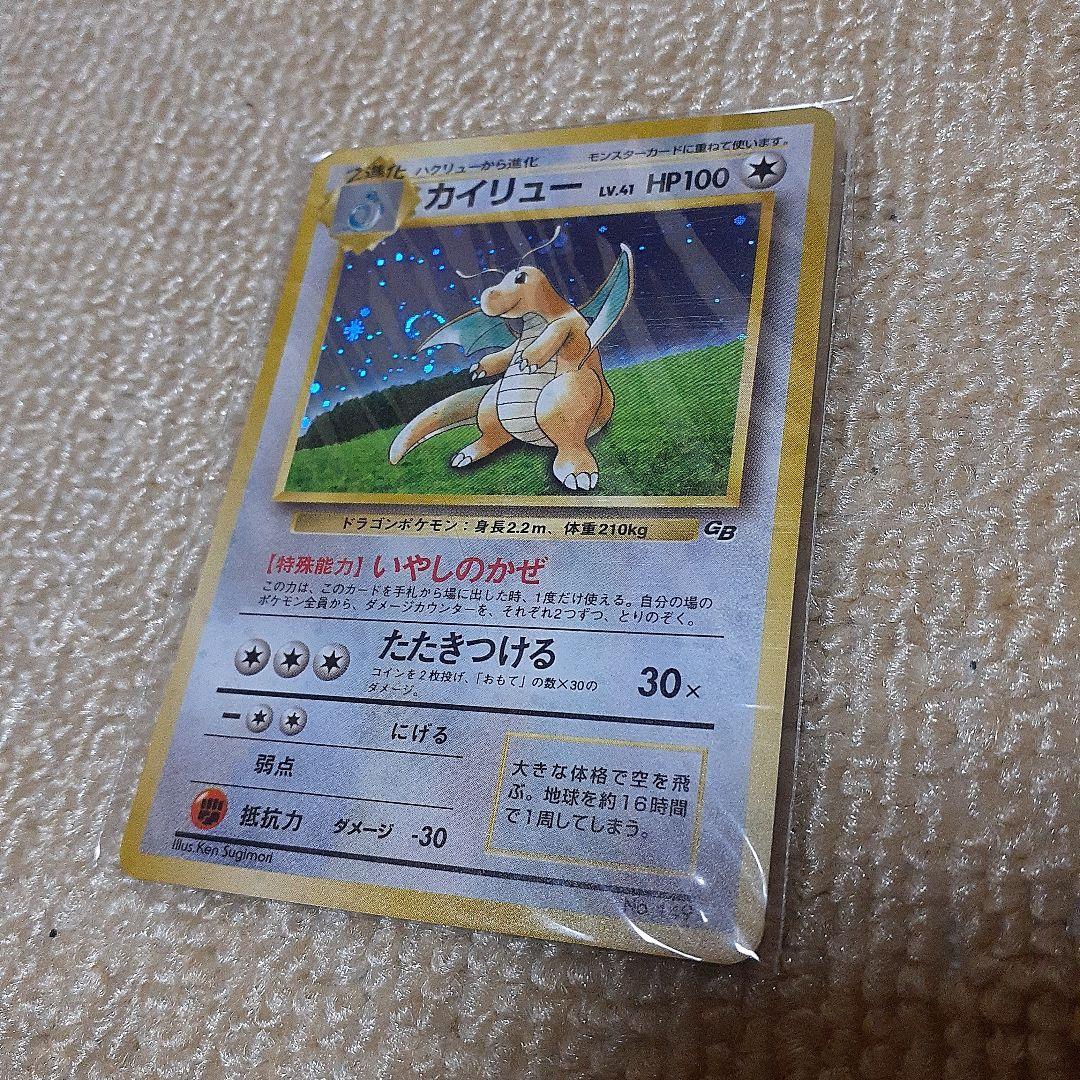 2進化 ハクリューから進化 モンスターカードに重ねて使います。
カイリュー LV.41 HP100
ドラゴンポケモン:身長2.2m、体重210kg
GB
【特殊能力】いやしのかぜ
この力は、このカードを手札から場に出した時、1度だけ使える。自分の場の
ポケモン全員から、ダメージカウンターを、それぞれ2つずつ、とりのぞく。
たたきつける
コインを2枚投げ、「おもて」の数×30の
ダメージ。
30×
にげる
弱点
抵抗力 ダメージ -30
大きな体格で空を飛
ぶ。地球を約16時間
で1周してしまう。
Illus.Ken Sugimori
No.149